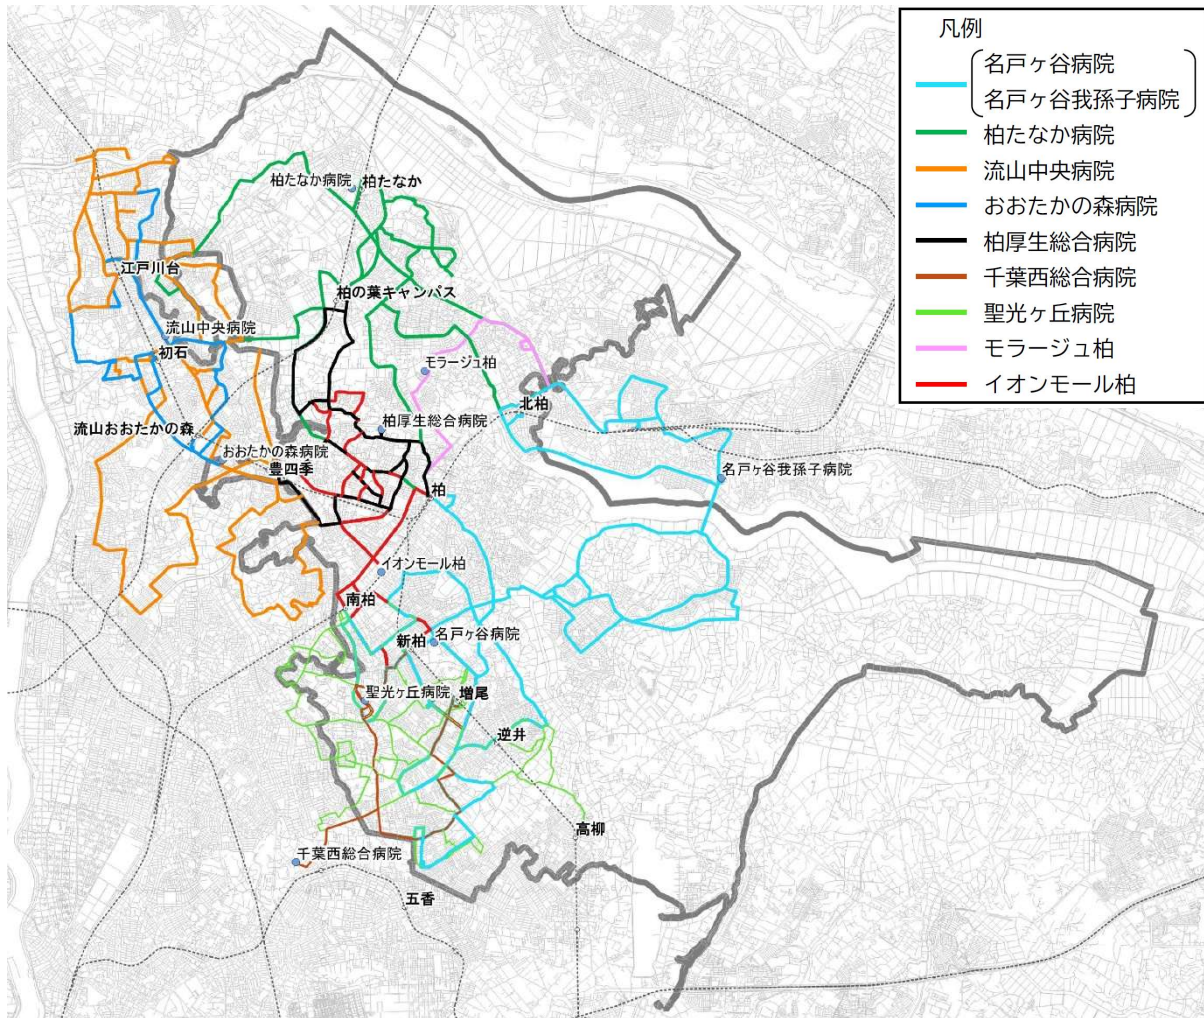 凡例
名戸ヶ谷病院
名戸ヶ谷我孫子病院
柏たなか病院
流山中央病院
おおたかの森病院
柏厚生総合病院
千葉西総合病院
聖光ヶ丘病院
モラージュ柏
イオンモール柏
柏たなか病院
柏たなか
江戸川台
柏の葉キャンパス
流山中央病院
初石
モラージュ柏
北柏
柏厚生総合病院
流山おおたかの森
おおたかの森病院
豊四季
名戸ヶ谷我孫子病院
柏
イオンモール柏
南柏
新柏
名戸ヶ谷病院
聖光ヶ丘病院
増尾
逆井
高柳
千葉西総合病院
五香